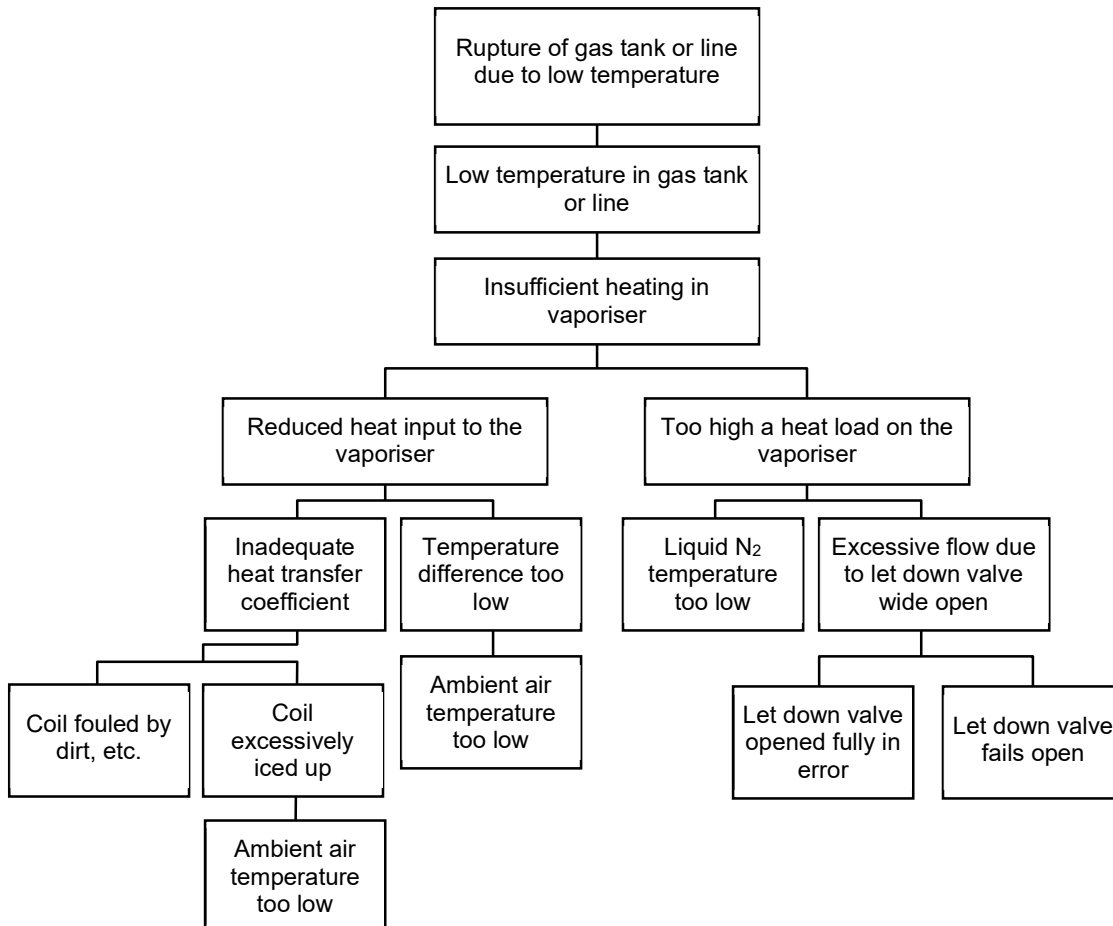 Rupture of gas tank or line
due to low temperature
Low temperature in gas tank
or line
Insufficient heating in
vaporiser
Reduced heat input to the
vaporiser
Too high a heat load on the
vaporiser
Inadequate
heat transfer
coefficient
Temperature
difference too
low
Liquid N₂
temperature
too low
Excessive flow due
to let down valve
wide open
Coil fouled by
dirt, etc.
Coil
excessively
iced up
Ambient air
temperature
too low
Let down valve
opened fully in
error
Let down valve
fails open
Ambient air
temperature
too low